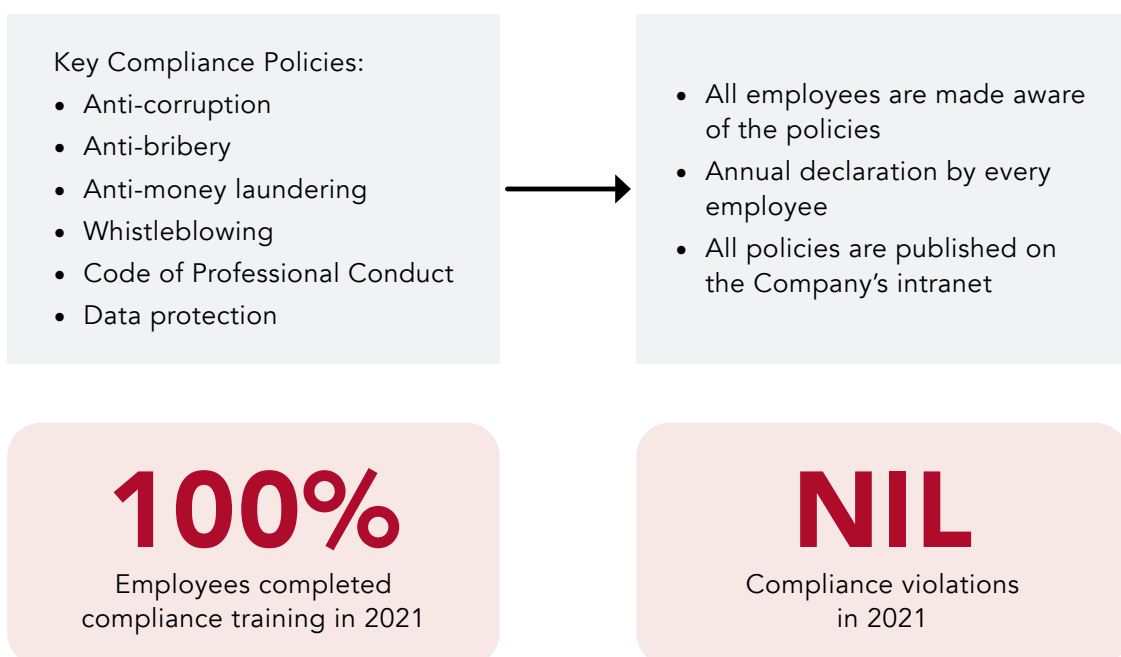 Key Compliance Policies:
• Anti-corruption
• Anti-bribery
• Anti-money laundering
• Whistleblowing
• Code of Professional Conduct
• Data protection
• All employees are made aware
of the policies
• Annual declaration by every
employee
• All policies are published on
the Company’s intranet
100%
Employees completed
compliance training in 2021
NIL
Compliance violations
in 2021